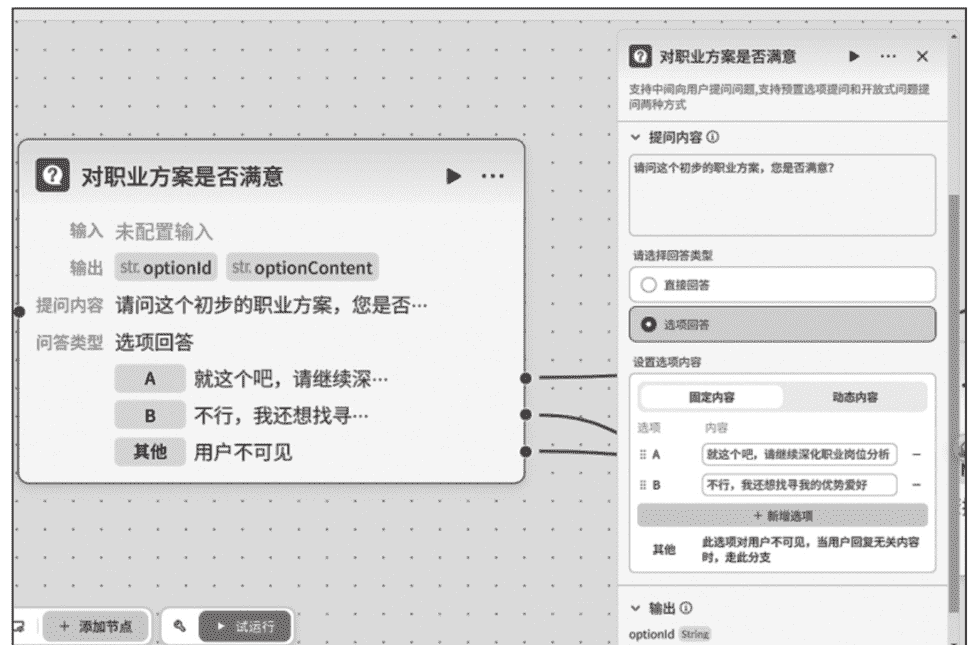 对职业方案是否满意
输入 未配置输入
输出 str. optionId str. optionContent
提问内容 请问这个初步的职业方案，您是否…
问答类型 选项回答
A 就这个吧，请继续深…
B 不行，我还想找寻…
其他 用户不可见
+ 添加节点
试运行
对职业方案是否满意
支持中间向用户提问问题,支持预置选项提问和开放式问题提
问两种方式
提问内容
请问这个初步的职业方案，您是否满意?
请选择回答类型
直接回答
选项回答
设置选项内容
固定内容 动态内容
选项 内容
A 就这个吧，请继续深化职业岗位分析
B 不行，我还想找寻我的优势爱好
+ 新增选项
其他 此选项对用户不可见，当用户回复无关内容
时，走此分支
输出
optionId String